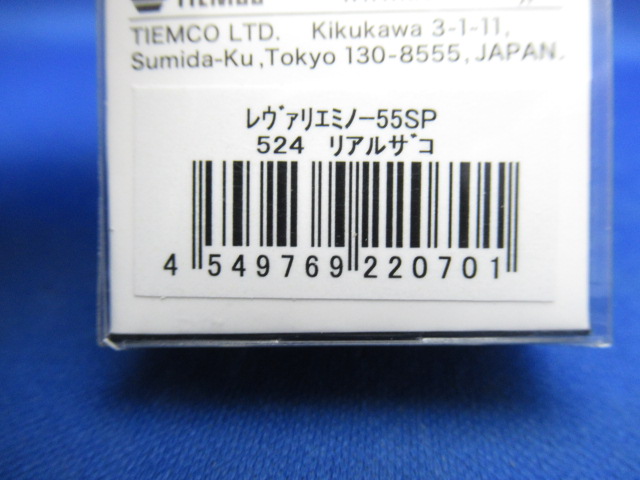 TIEMCO
TIEMCO LTD. Kikukawa 3-1-11,
Sumida-Ku,Tokyo 130-8555, JAPAN.
ﾚｳﾞｧﾘｴﾐﾉｰ55SP
524 ﾘｱﾙｻﾞｺ
4 549769 220701